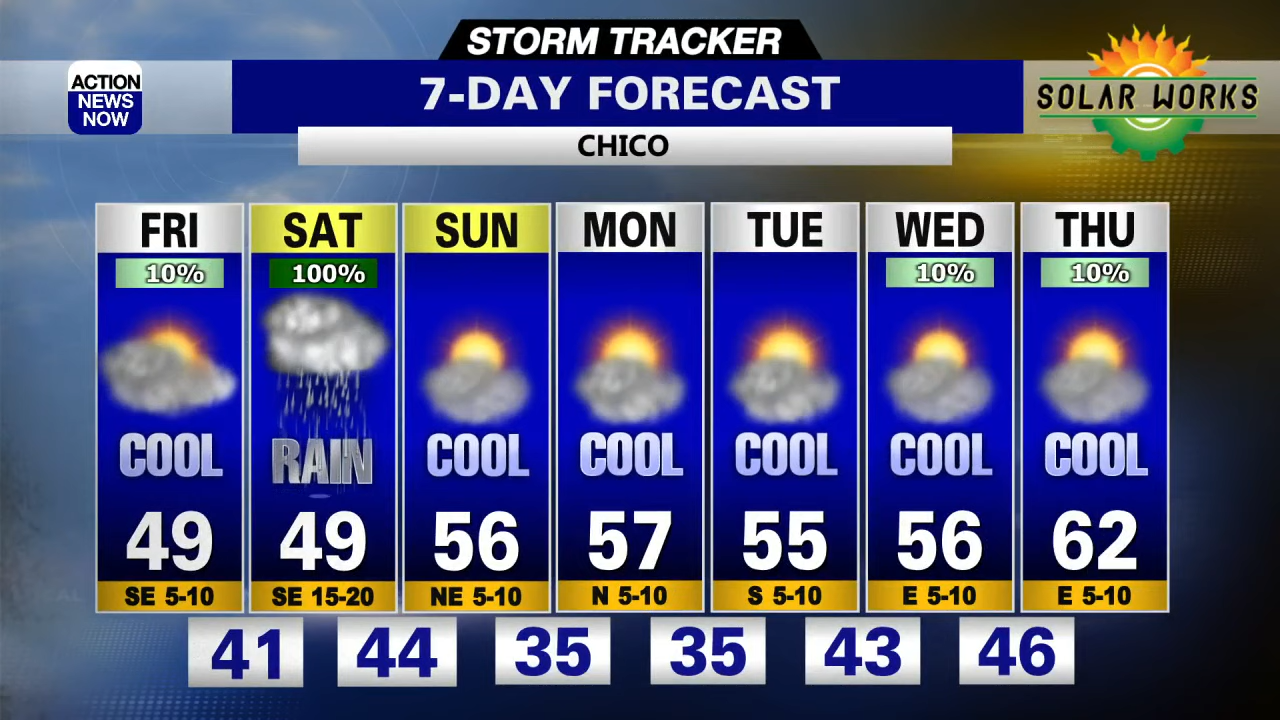 STORM TRACKER
ACTION
NEWS
NOW
7-DAY FORECAST
SOLAR WORKS
CHICO
FRI SAT SUN MON TUE WED THU
10% 100% 10% 10%
COOL RAIN COOL COOL COOL COOL COOL
49 49 56 57 55 56 62
SE 5-10 SE 15-20 NE 5-10 N 5-10 S 5-10 E 5-10 E 5-10
41 44 35 35 43 46